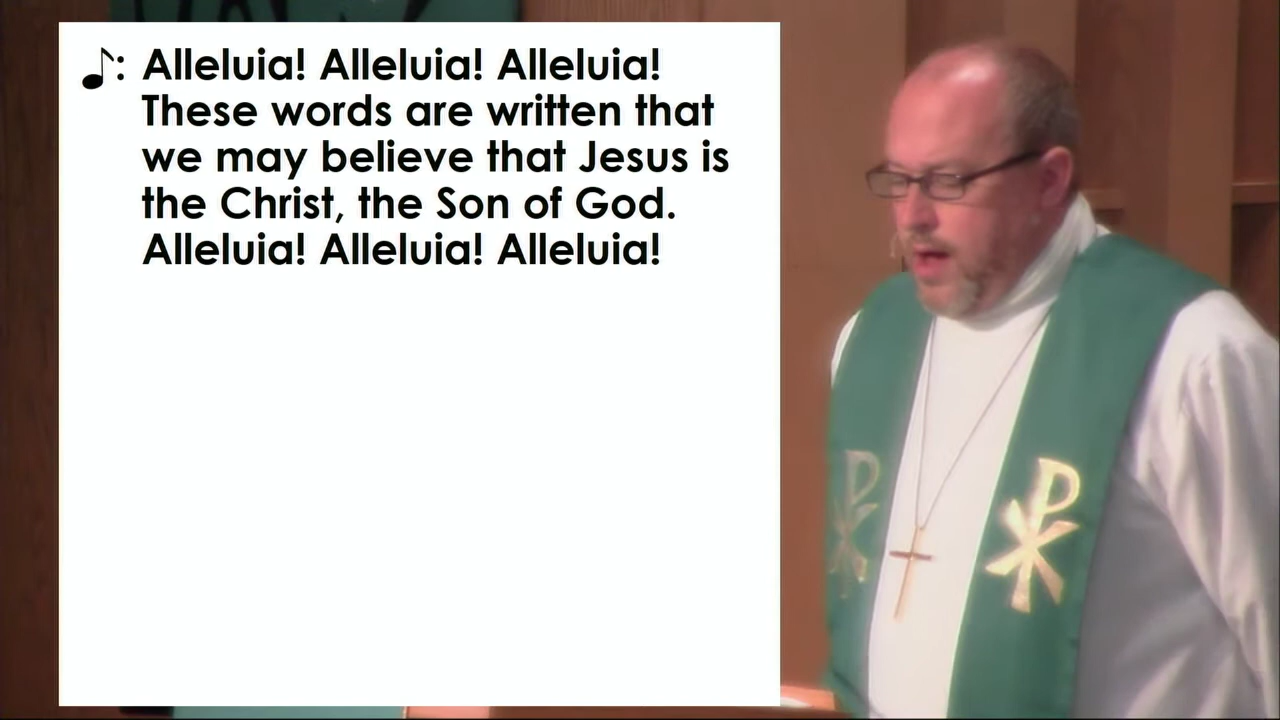 ♪: Alleluia! Alleluia! Alleluia!
These words are written that
we may believe that Jesus is
the Christ, the Son of God.
Alleluia! Alleluia! Alleluia!